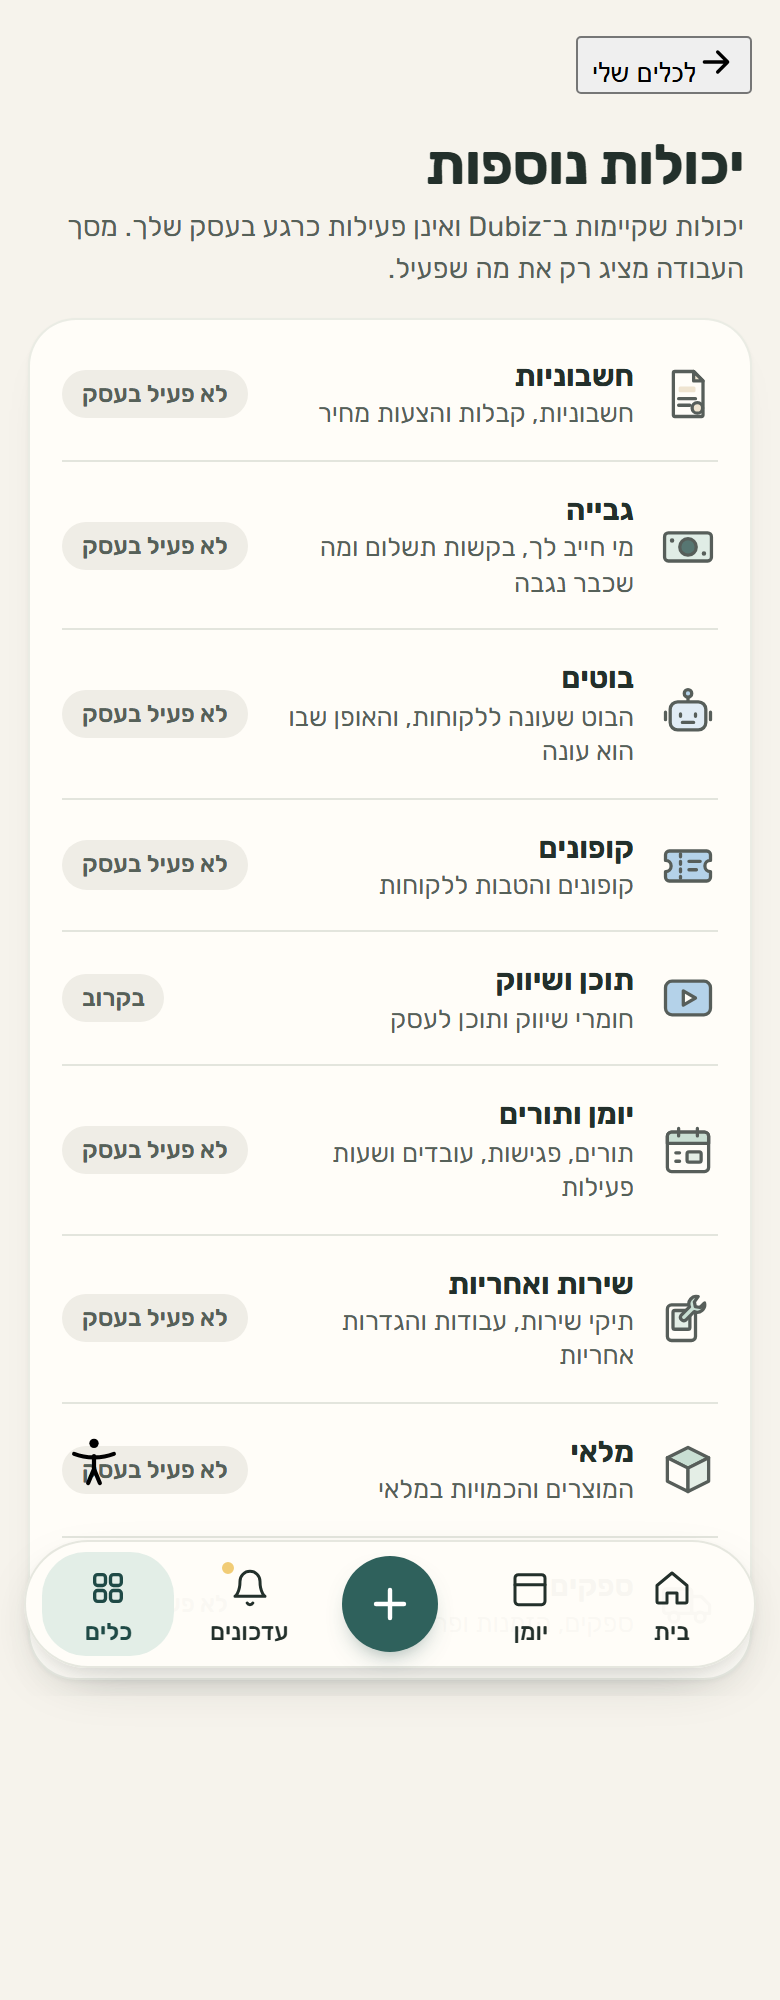 לכלים שלי
יכולות נוספות
יכולות שקיימות ב־Dubiz ואינן פעילות כרגע בעסק שלך. מסך
העבודה מציג רק את מה שפעיל.
חשבוניות
חשבוניות, קבלות והצעות מחיר
לא פעיל בעסק
גבייה
מי חייב לך, בקשות תשלום ומה
שכבר נגבה
לא פעיל בעסק
בוטים
הבוט שעונה ללקוחות, והאופן שבו
הוא עונה
לא פעיל בעסק
קופונים
קופונים והטבות ללקוחות
לא פעיל בעסק
תוכן ושיווק
חומרי שיווק ותוכן לעסק
בקרוב
יומן ותורים
תורים, פגישות, עובדים ושעות
פעילות
לא פעיל בעסק
שירות ואחריות
תיקי שירות, עבודות והגדרות
אחריות
לא פעיל בעסק
מלאי
המוצרים והכמויות במלאי
לא פעיל בעסק
ספקים
ספקים, הזמנות
לא
בית
יומן
עדכונים
כלים